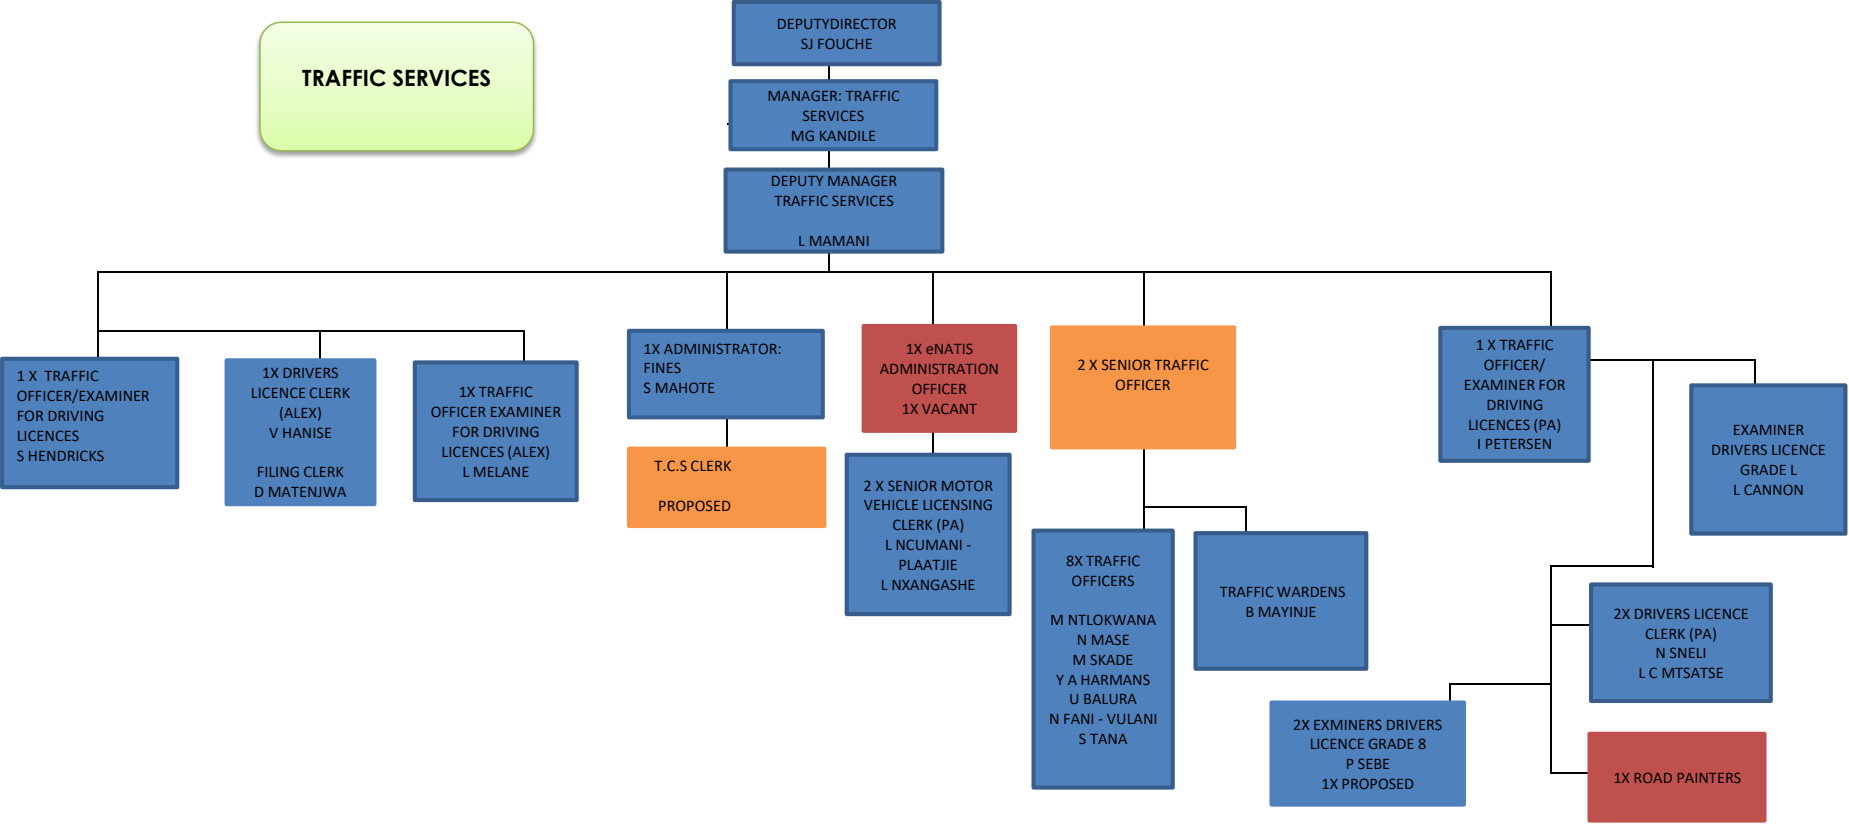 TRAFFIC SERVICES
DEPUTYDIRECTOR
SJ FOUCHE
MANAGER: TRAFFIC
SERVICES
MG KANDILE
DEPUTY MANAGER
TRAFFIC SERVICES
L MAMANI
1 X TRAFFIC
OFFICER/EXAMINER
FOR DRIVING
LICENCES
S HENDRICKS
1X DRIVERS
LICENCE CLERK
(ALEX)
V HANISE
FILING CLERK
D MATENJWA
1X TRAFFIC
OFFICER EXAMINER
FOR DRIVING
LICENCES (ALEX)
L MELANE
1X ADMINISTRATOR:
FINES
S MAHOTE
T.C.S CLERK
PROPOSED
1X eNATIS
ADMINISTRATION
OFFICER
1X VACANT
2 X SENIOR MOTOR
VEHICLE LICENSING
CLERK (PA)
L NCUMANI -
PLAATJIE
L NXANGASHE
2 X SENIOR TRAFFIC
OFFICER
8X TRAFFIC
OFFICERS
M NTLOKWANA
N MASE
M SKADE
Y A HARMANS
U BALURA
N FANI - VULANI
S TANA
TRAFFIC WARDENS
B MAYINJE
1 X TRAFFIC
OFFICER/
EXAMINER FOR
DRIVING
LICENCES (PA)
I PETERSEN
EXAMINER
DRIVERS LICENCE
GRADE L
L CANNON
2X DRIVERS LICENCE
CLERK (PA)
N SNELI
L C MTSATSE
2X EXMINERS DRIVERS
LICENCE GRADE 8
P SEBE
1X PROPOSED
1X ROAD PAINTERS